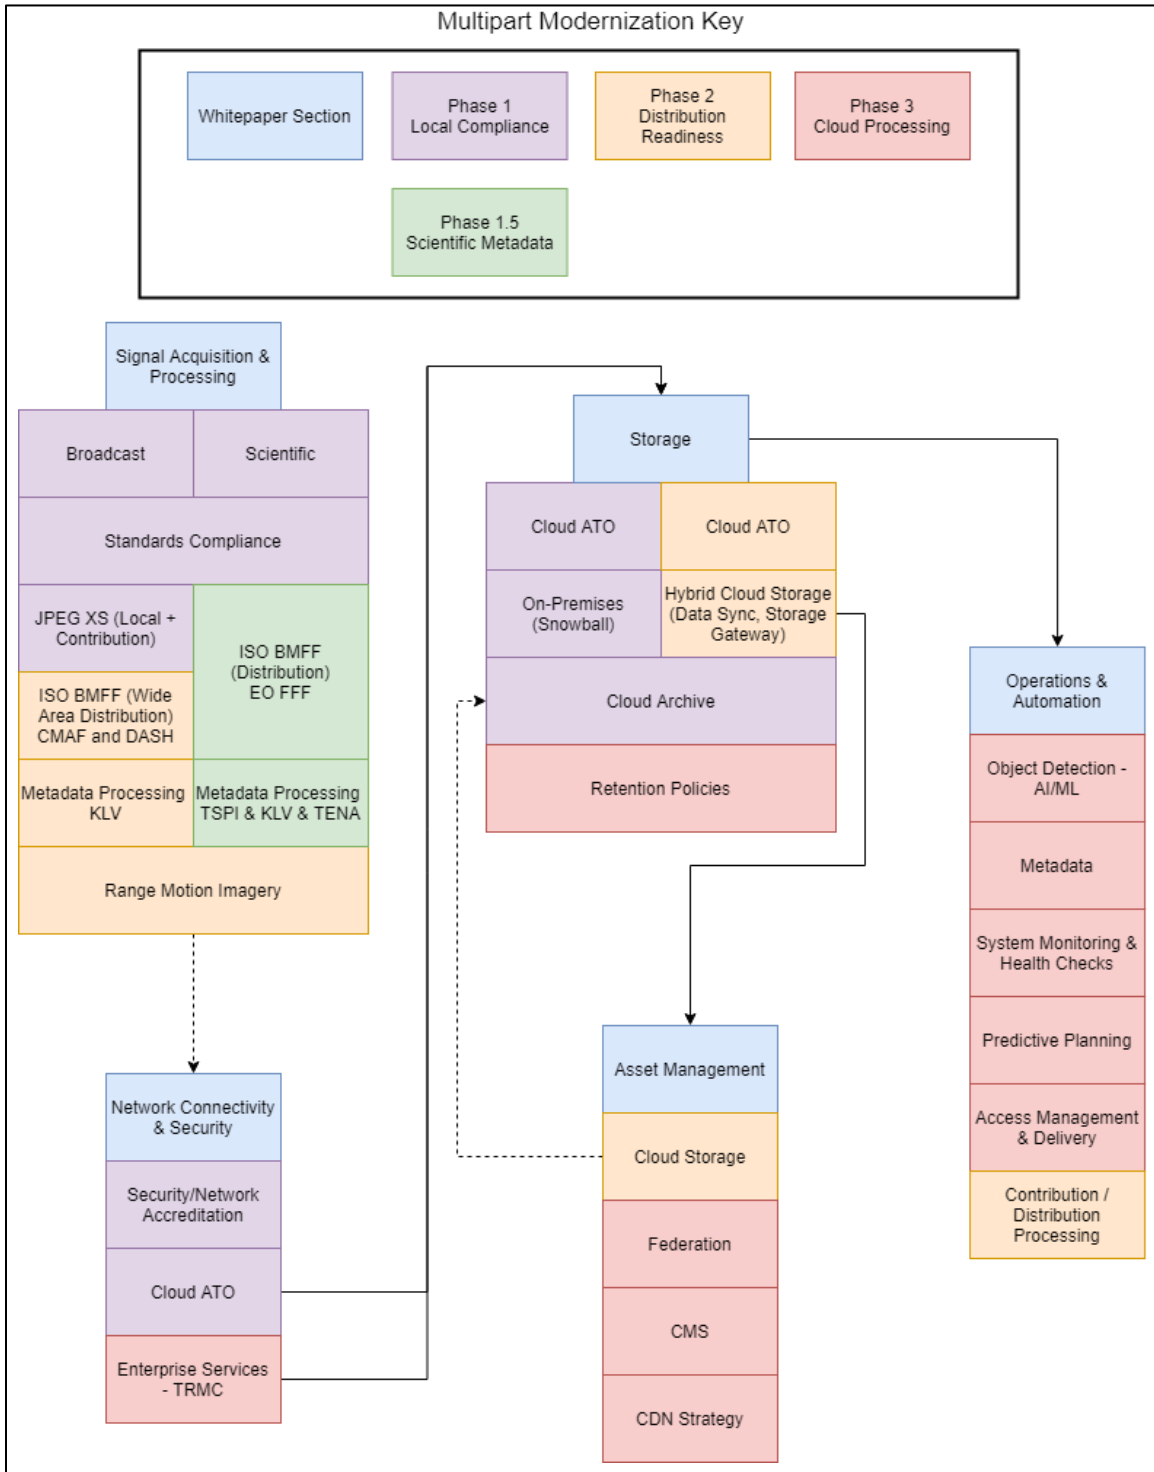 Multipart Modernization Key
Whitepaper Section
Phase 1
Local Compliance
Phase 2
Distribution
Readiness
Phase 3
Cloud Processing
Phase 1.5
Scientific Metadata
Signal Acquisition &
Processing
Broadcast
Scientific
Standards Compliance
JPEG XS (Local +
Contribution)
ISO BMFF
(Distribution)
EO FFF
ISO BMFF (Wide
Area Distribution)
CMAF and DASH
Metadata Processing
KLV
Metadata Processing
TSPI & KLV & TENA
Range Motion Imagery
Network Connectivity
& Security
Security/Network
Accreditation
Cloud ATO
Enterprise Services
- TRMC
Storage
Cloud ATO
Cloud ATO
On-Premises
(Snowball)
Hybrid Cloud Storage
(Data Sync, Storage
Gateway)
Cloud Archive
Retention Policies
Asset Management
Cloud Storage
Federation
CMS
CDN Strategy
Operations &
Automation
Object Detection -
AI/ML
Metadata
System Monitoring &
Health Checks
Predictive Planning
Access Management
& Delivery
Contribution /
Distribution
Processing